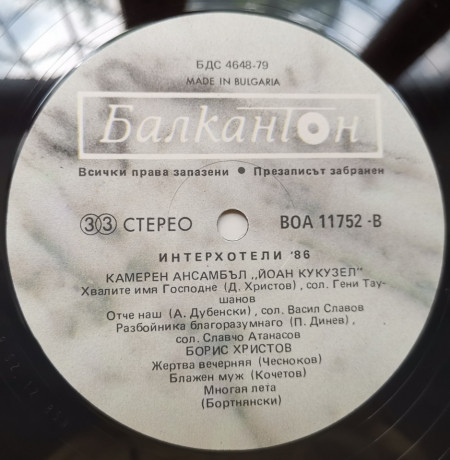 БДС 4648-79
MADE IN BULGARIA
Балкантон
Всички права запазени • Презаписът забранен
33 СТЕРЕО
ВОА 11752 -В
ИНТЕРХОТЕЛИ '86
КАМЕРЕН АНСАМБЪЛ „ЙОАН КУКУЗЕЛ"
Хвалите имя Господне (Д. Христов), сол. Гени Тау-
шанов
Отче наш (А. Дубенски), сол. Васил Славов
Разбойника благоразумнаго (П. Динев),
сол. Славчо Атанасов
БОРИС ХРИСТОВ
Жертва вечерняя (Чесноков)
Блажен муж (Кочетов)
Многая лета
(Бортнянски)